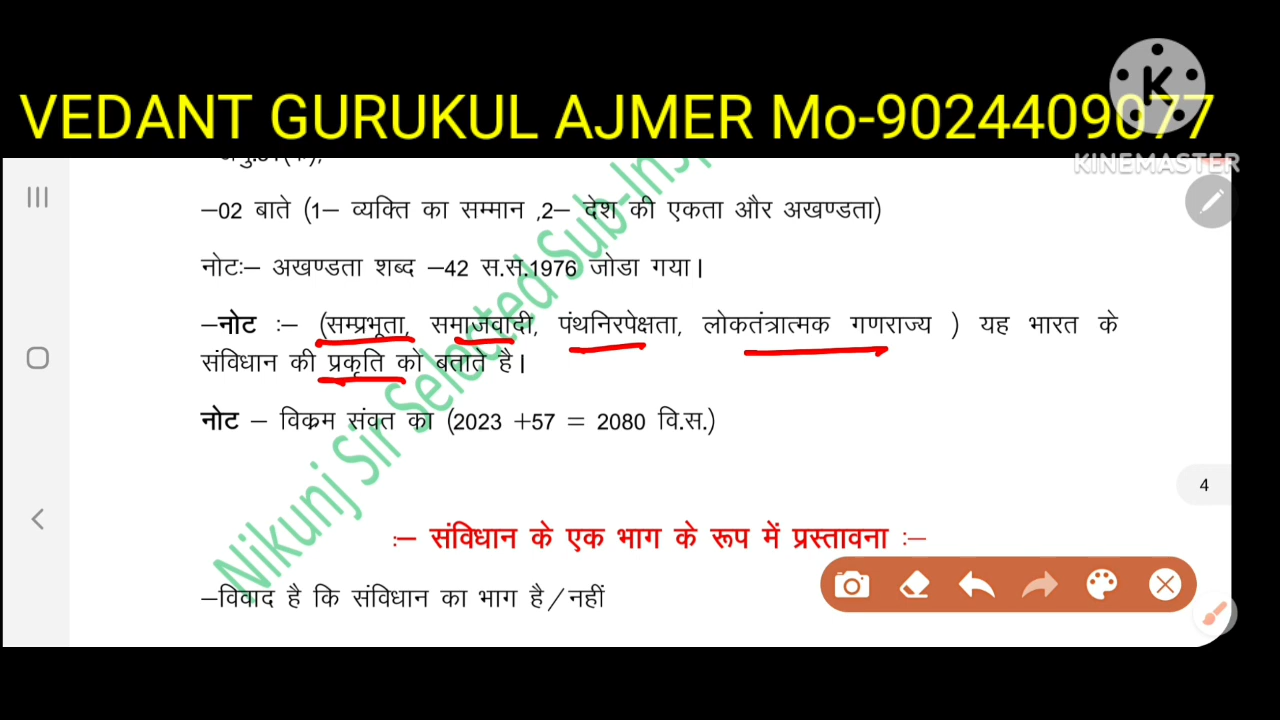 VEDANT GURUKUL AJMER Mo-9024409077
KINEMASTER
–02 बाते (1– व्यक्ति का सम्मान ,2– देश की एकता और अखण्डता)
नोटः– अखण्डता शब्द –42 स.स.1976 जोडा गया।
–नोट :– (सम्प्रभूता, समाजवादी, पंथनिरपेक्षता, लोकतंत्रात्मक गणराज्य ) यह भारत के
संविधान की प्रकृति को बताते है।
नोट – विक्रम संवत का (2023 +57 = 2080 वि.स.)
4
:– संविधान के एक भाग के रूप में प्रस्तावना :–
–विवाद है कि संविधान का भाग है/नहीं
Nikunj Sir Selected Sub-Insp